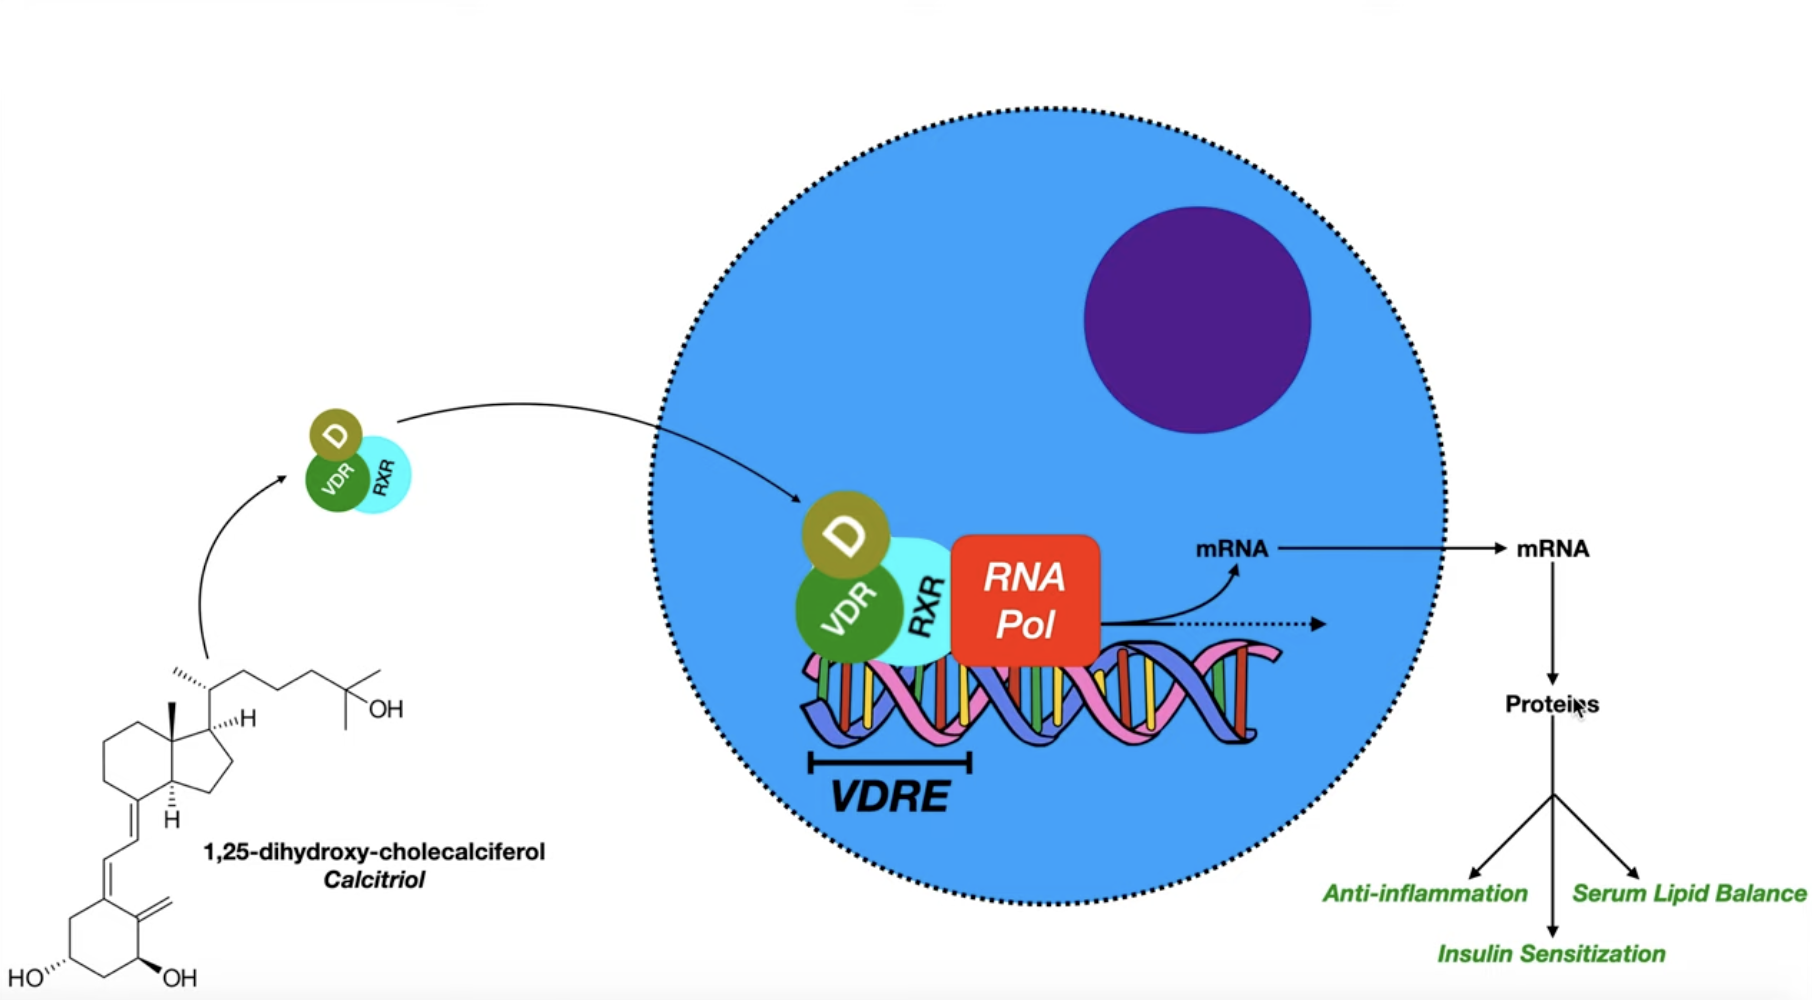 D
VDR
RXR
D
VDR
RXR
RNA
Pol
mRNA
mRNA
Proteins
VDRE
OH
H
H
1,25-dihydroxy-cholecalciferol
Calcitriol
HO
OH
Anti-inflammation
Serum Lipid Balance
Insulin Sensitization